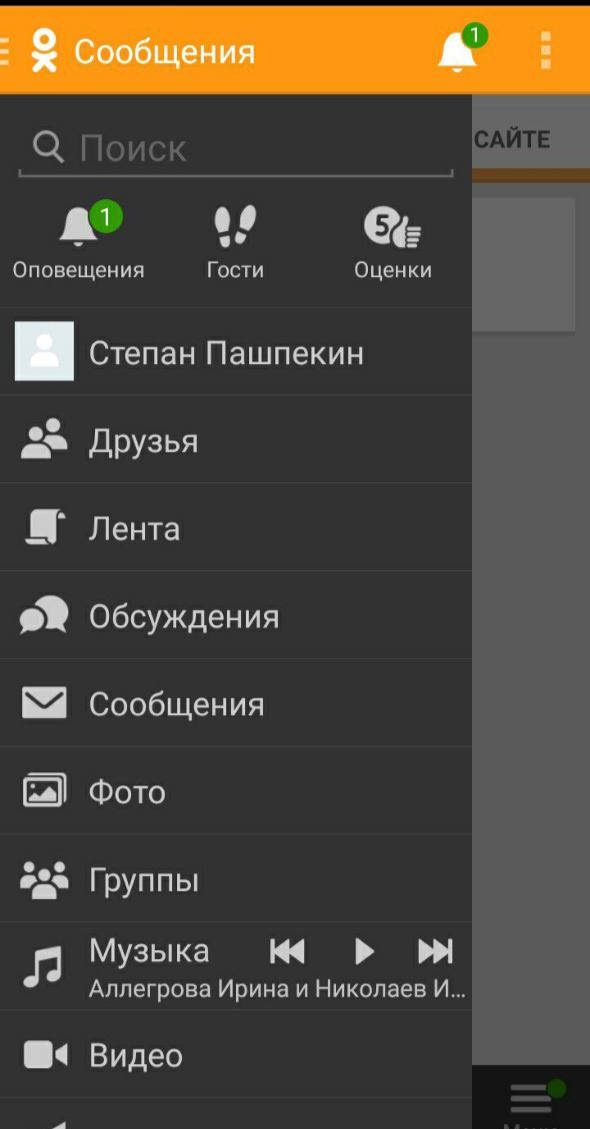 Сообщения
1
Поиск
САЙТЕ
1
5
Оповещения
Гости
Оценки
Степан Пашпекин
Друзья
Лента
Обсуждения
Сообщения
Фото
Группы
Музыка
Аллегрова Ирина и Николаев И...
Видео